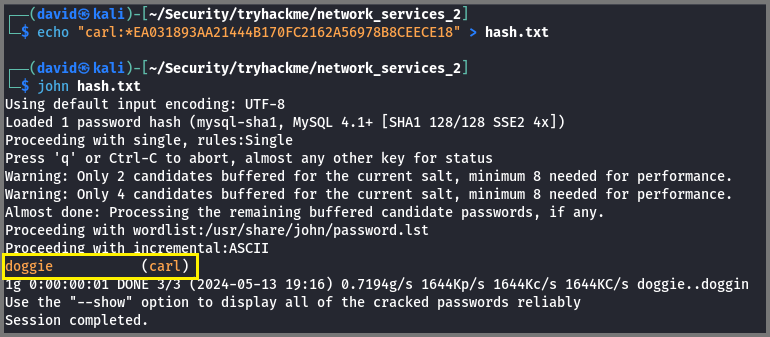 ┌──(david㉿kali)-[~/Security/tryhackme/network_services_2]
└─$ echo "carl:*EA031893AA21444B170FC2162A56978B8CEECE18" > hash.txt
┌──(david㉿kali)-[~/Security/tryhackme/network_services_2]
└─$ john hash.txt
Using default input encoding: UTF-8
Loaded 1 password hash (mysql-sha1, MySQL 4.1+ [SHA1 128/128 SSE2 4x])
Proceeding with single, rules:Single
Press 'q' or Ctrl-C to abort, almost any other key for status
Warning: Only 2 candidates buffered for the current salt, minimum 8 needed for performance.
Warning: Only 4 candidates buffered for the current salt, minimum 8 needed for performance.
Almost done: Processing the remaining buffered candidate passwords, if any.
Proceeding with wordlist:/usr/share/john/password.lst
Proceeding with incremental:ASCII
doggie           (carl)
1g 0:00:00:01 DONE 3/3 (2024-05-13 19:16) 0.7194g/s 1644Kp/s 1644Kc/s 1644KC/s doggie..doggin
Use the "--show" option to display all of the cracked passwords reliably
Session completed.